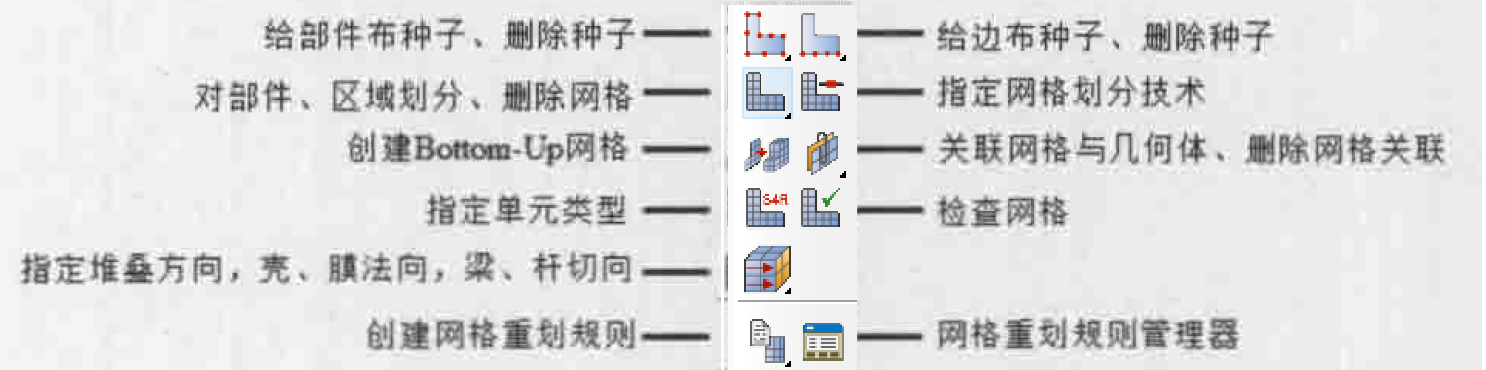 给部件布种子、删除种子 给边布种子、删除种子
对部件、区域划分、删除网格 指定网格划分技术
创建Bottom-Up网格 关联网格与几何体、删除网格关联
指定单元类型 S4R 检查网格
指定堆叠方向，壳、膜法向，梁、杆切向
创建网格重划规则 网格重划规则管理器